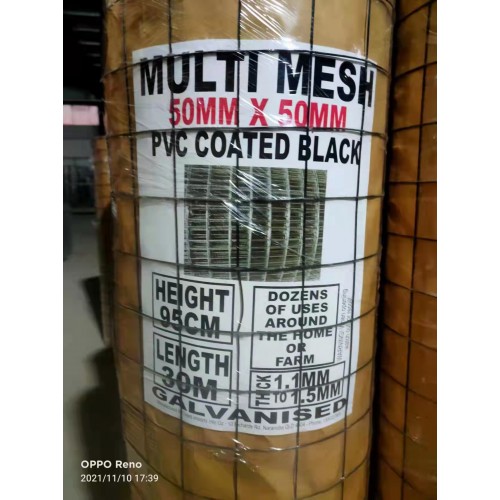 MULTI MESH
50MM X 50MM
PVC COATED BLACK
HEIGHT
95CM
DOZENS
OF USES
AROUND
THE HOME
OR
FARM
LENGTH
30M
THICK 1.1MM
TO 1.5MM
GALVANISED
OPPO Reno
2021/11/10 17:39